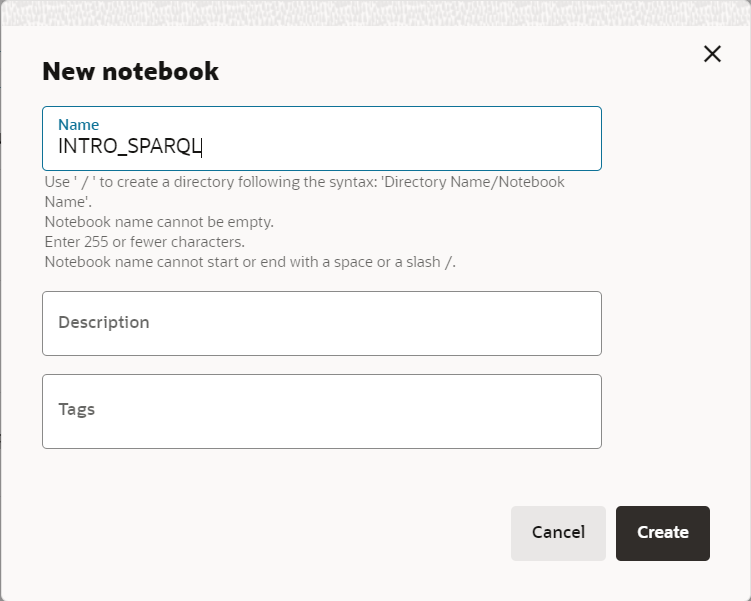 New notebook
Name
INTRO_SPARQL
Use ' / ' to create a directory following the syntax: 'Directory Name/Notebook
Name'.
Notebook name cannot be empty.
Enter 255 or fewer characters.
Notebook name cannot start or end with a space or a slash /.
Description
Tags
Cancel
Create